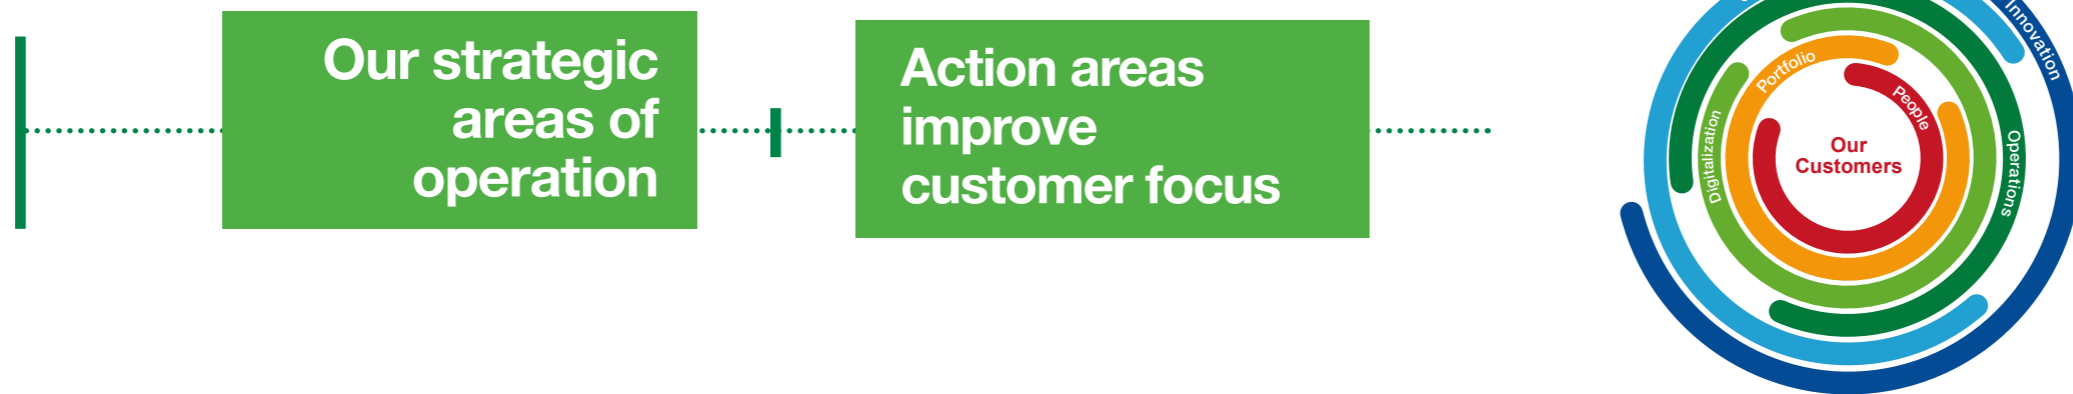 Our strategic
areas of
operation
Action areas
improve
customer focus
Innovation
Portfolio
People
Digitalization
Operations
Our
Customers